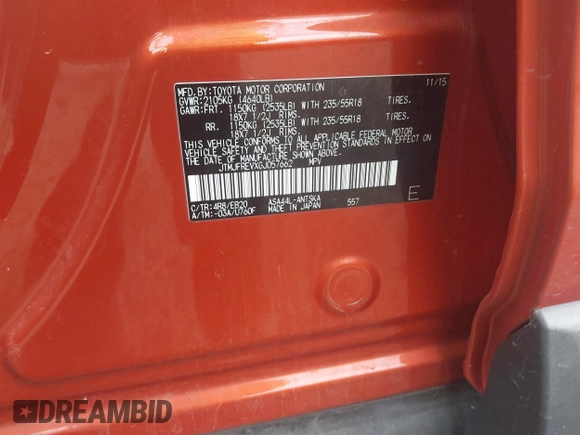 MFD.BY:TOYOTA MOTOR CORPORATION 11/15
GVWR:2105KG (4640LB)
GAWR:FRT. 1150KG (2535LB) WITH 235/55R18 TIRES.
18X7 1/2J RIMS.
RR. 1150KG (2535LB) WITH 235/55R18 TIRES.
18X7 1/2J RIMS.
THIS VEHICLE CONFORMS TO ALL APPLICABLE FEDERAL MOTOR
VEHICLE SAFETY STANDARDS IN EFFECT ON
THE DATE OF MANUFACTURE SHOWN ABOVE.
JTMJFREVXGJ057662 MPV
C/TR:4R8/EB20 ASA44L-ANTSKA E
A/TM:-03A/U760F MADE IN JAPAN 557
DREAMBID